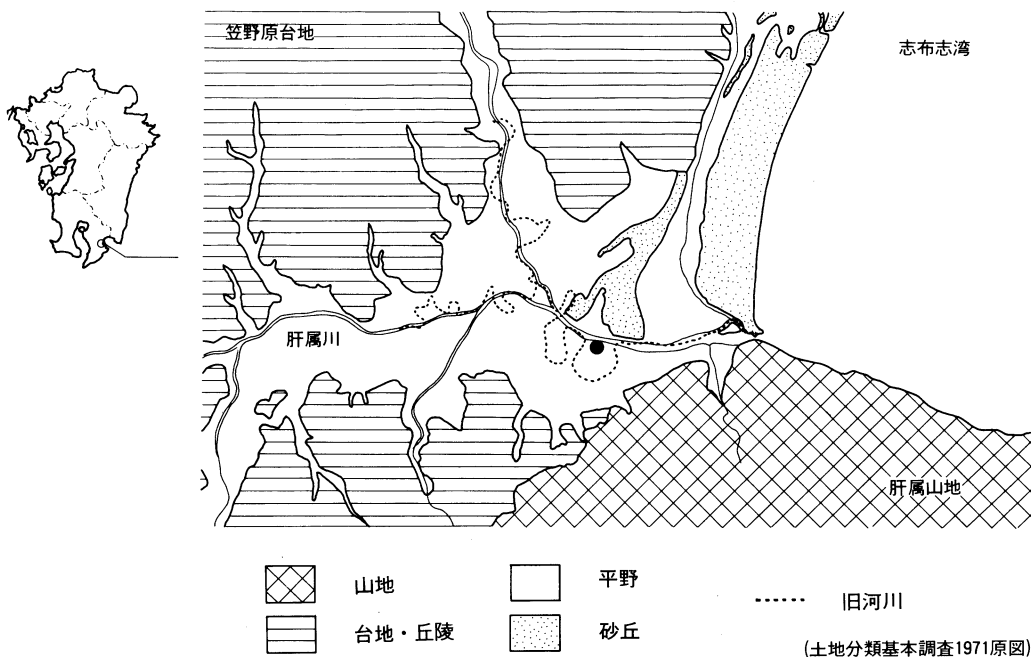 笠野原台地
志布志湾
肝属川
肝属山地
山地
平野
旧河川
台地・丘陵
砂丘
(土地分類基本調査1971原図)